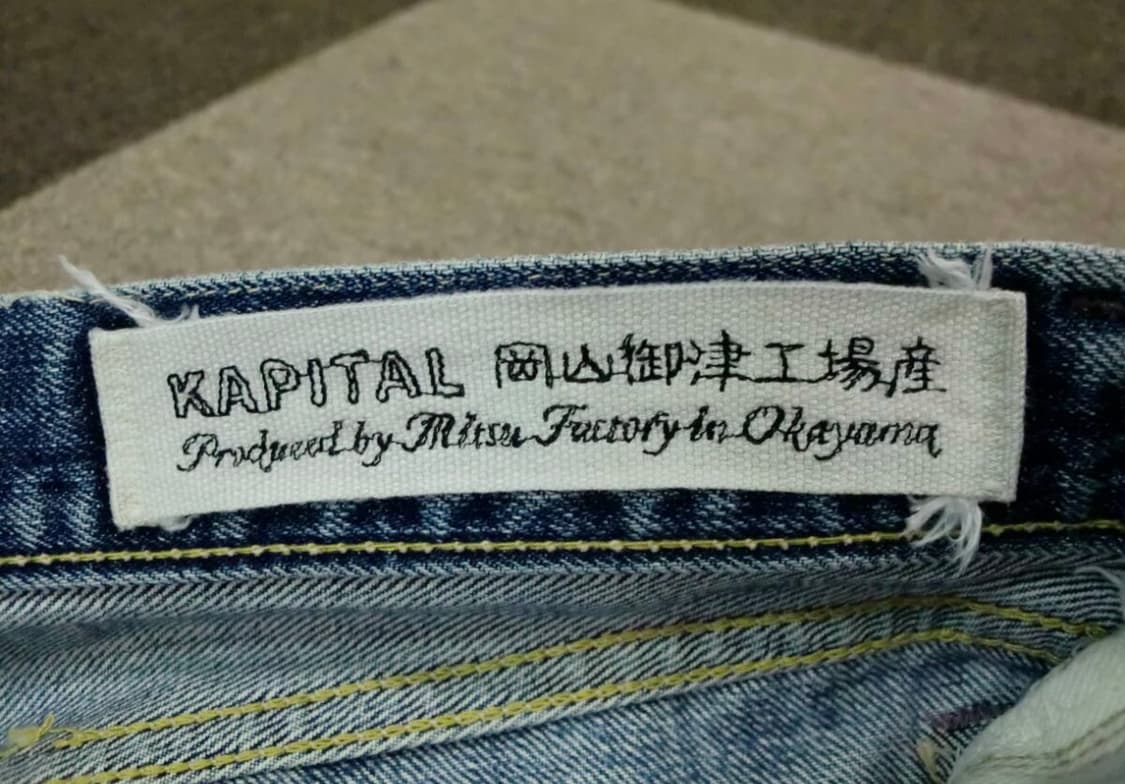 KAPITAL 岡山御津工場産
Produced by Mitsu Factory in Okayama